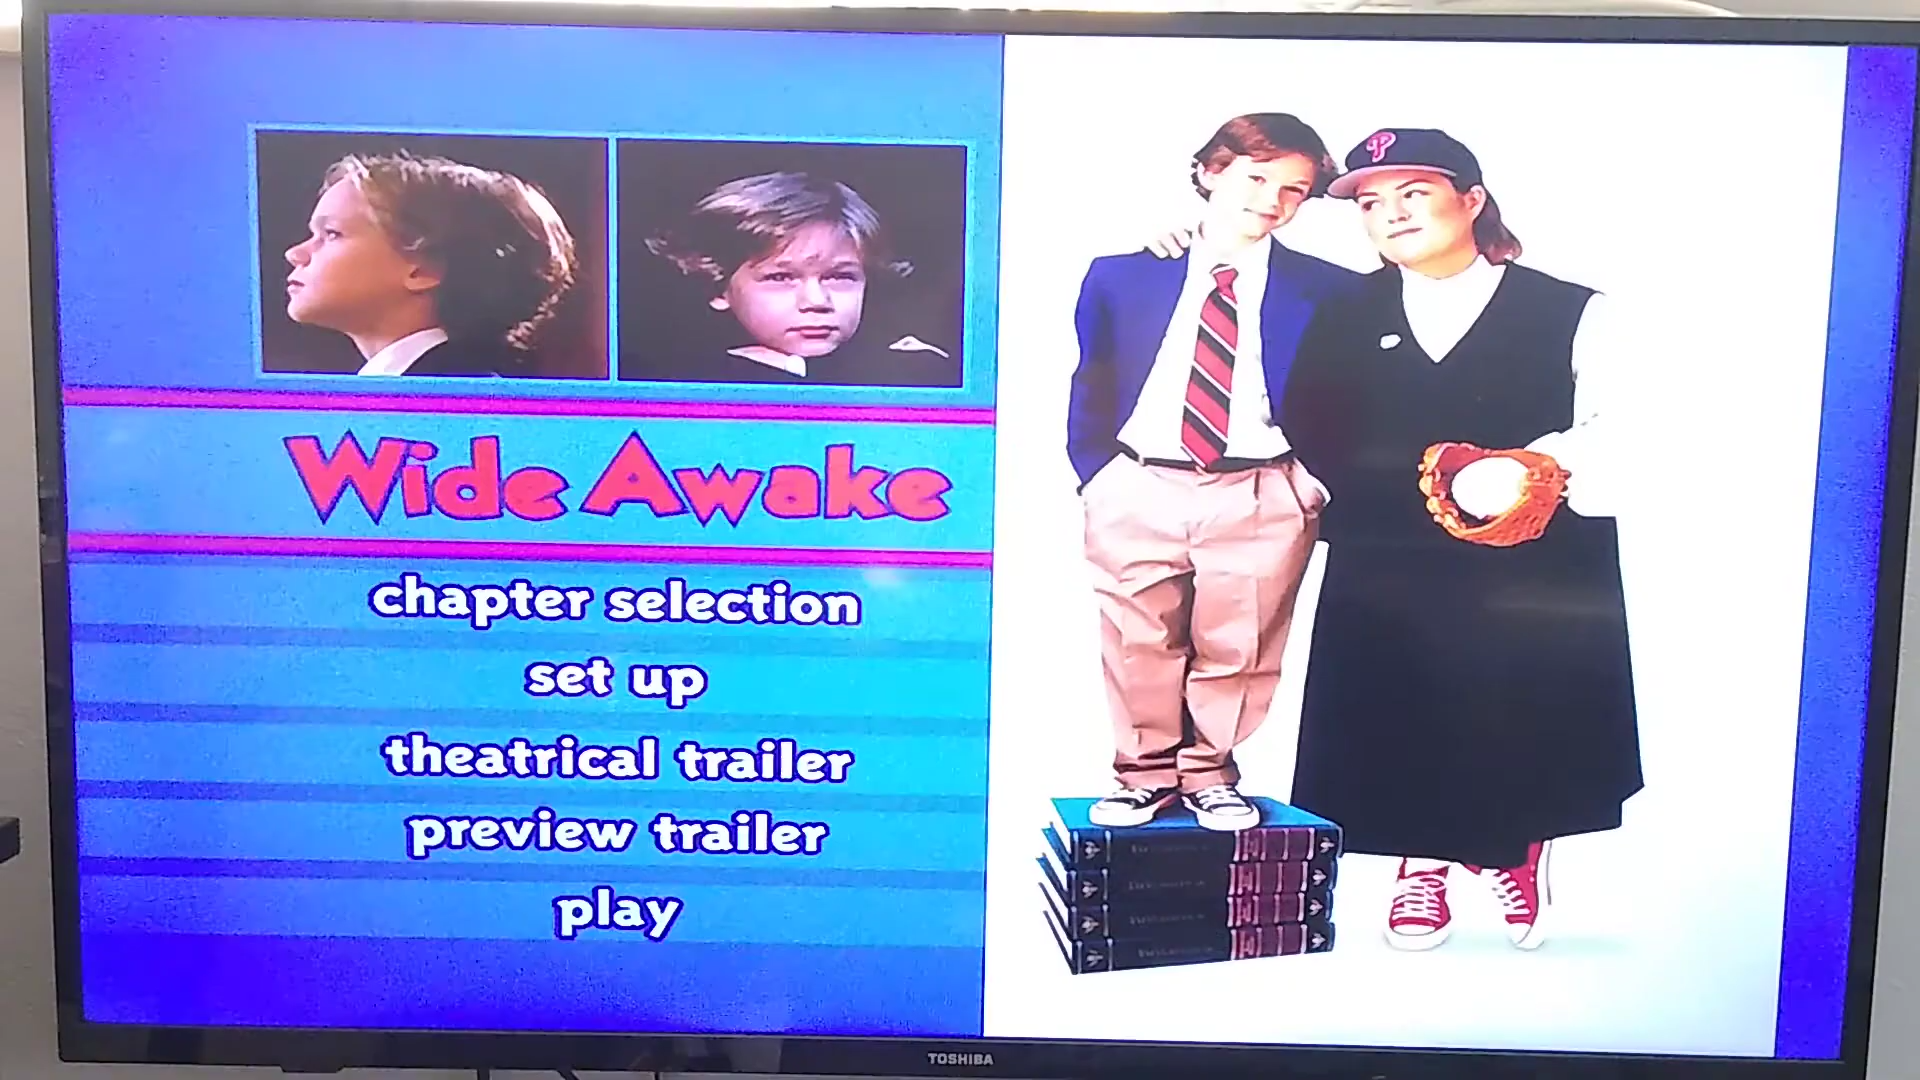 P
Wide Awake
chapter selection
set up
theatrical trailer
preview trailer
play
TOSHIBA